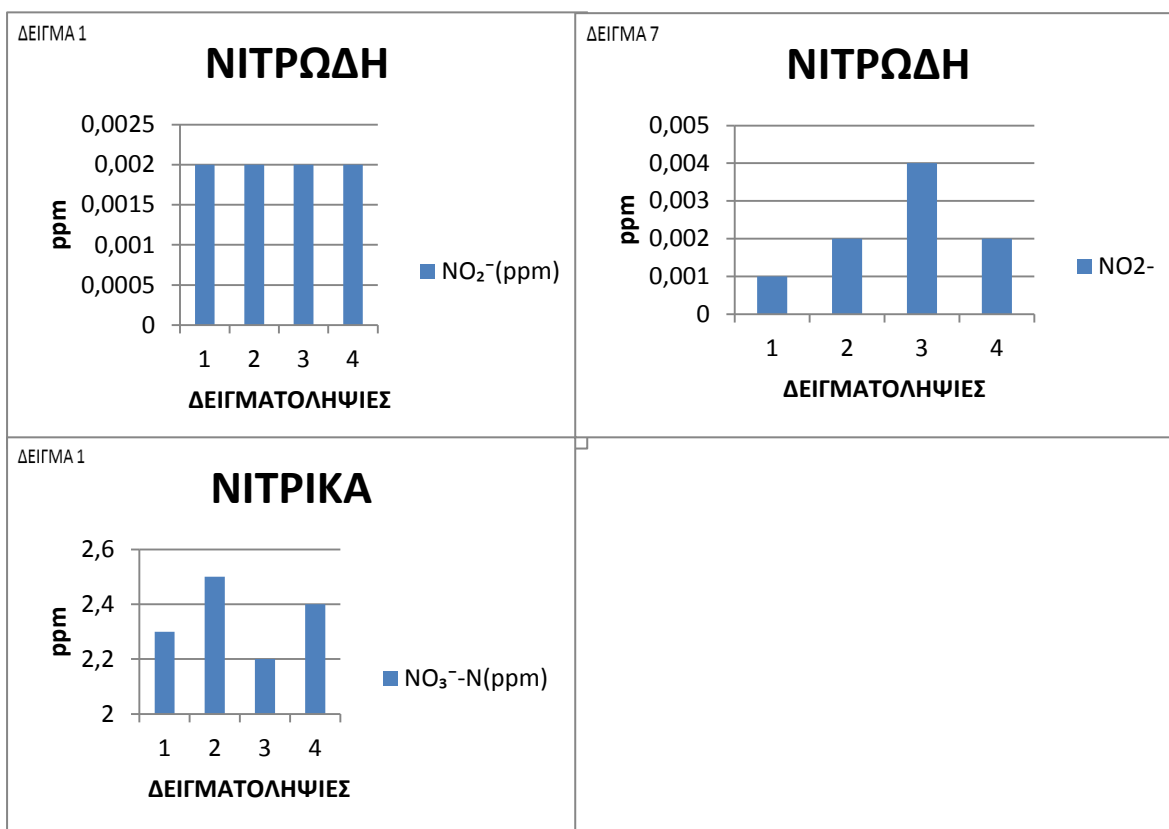 ΔΕΙΓΜΑ 1
ΝΙΤΡΩΔΗ
0,0025
0,002
0,0015
0,001
0,0005
0
ppm
1 2 3 4
ΔΕΙΓΜΑΤΟΛΗΨΙΕΣ
NO₂⁻(ppm)
ΔΕΙΓΜΑ 7
ΝΙΤΡΩΔΗ
0,005
0,004
0,003
0,002
0,001
0
ppm
1 2 3 4
ΔΕΙΓΜΑΤΟΛΗΨΙΕΣ
NO2-
ΔΕΙΓΜΑ 1
ΝΙΤΡΙΚΑ
2,6
2,4
2,2
2
ppm
1 2 3 4
ΔΕΙΓΜΑΤΟΛΗΨΙΕΣ
NO₃⁻-N(ppm)